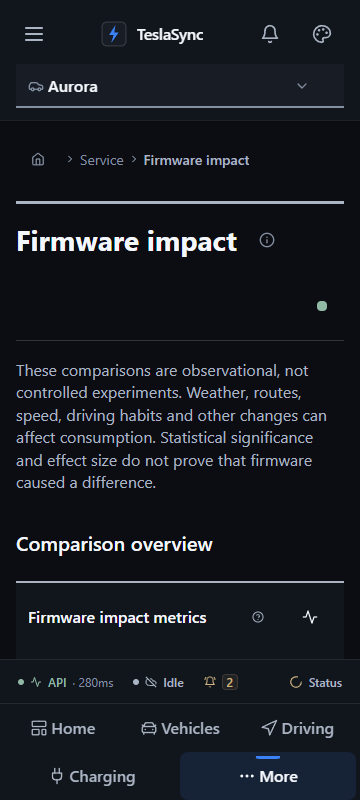 TeslaSync
Aurora
Service
Firmware impact
Firmware impact
These comparisons are observational, not
controlled experiments. Weather, routes,
speed, driving habits and other changes can
affect consumption. Statistical significance
and effect size do not prove that firmware
caused a difference.
Comparison overview
Firmware impact metrics
API · 280ms Idle 2 Status
Home Vehicles Driving
Charging More